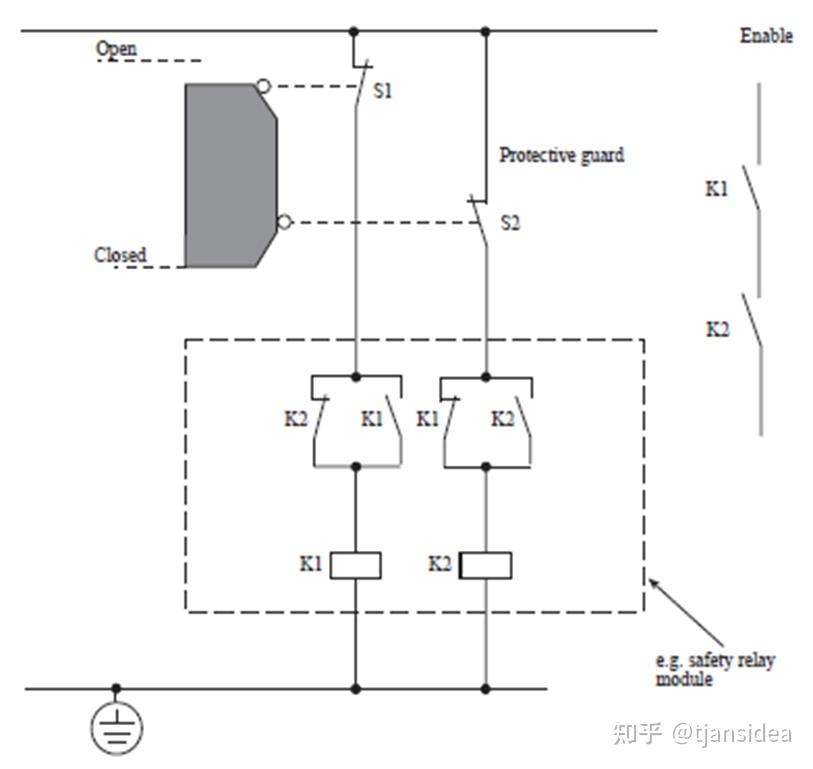 Open
Enable
S1
Protective guard
K1
S2
Closed
K2
K2
K1
K1
K2
K1
K2
e.g. safety relay
module
知乎 @tjansidea